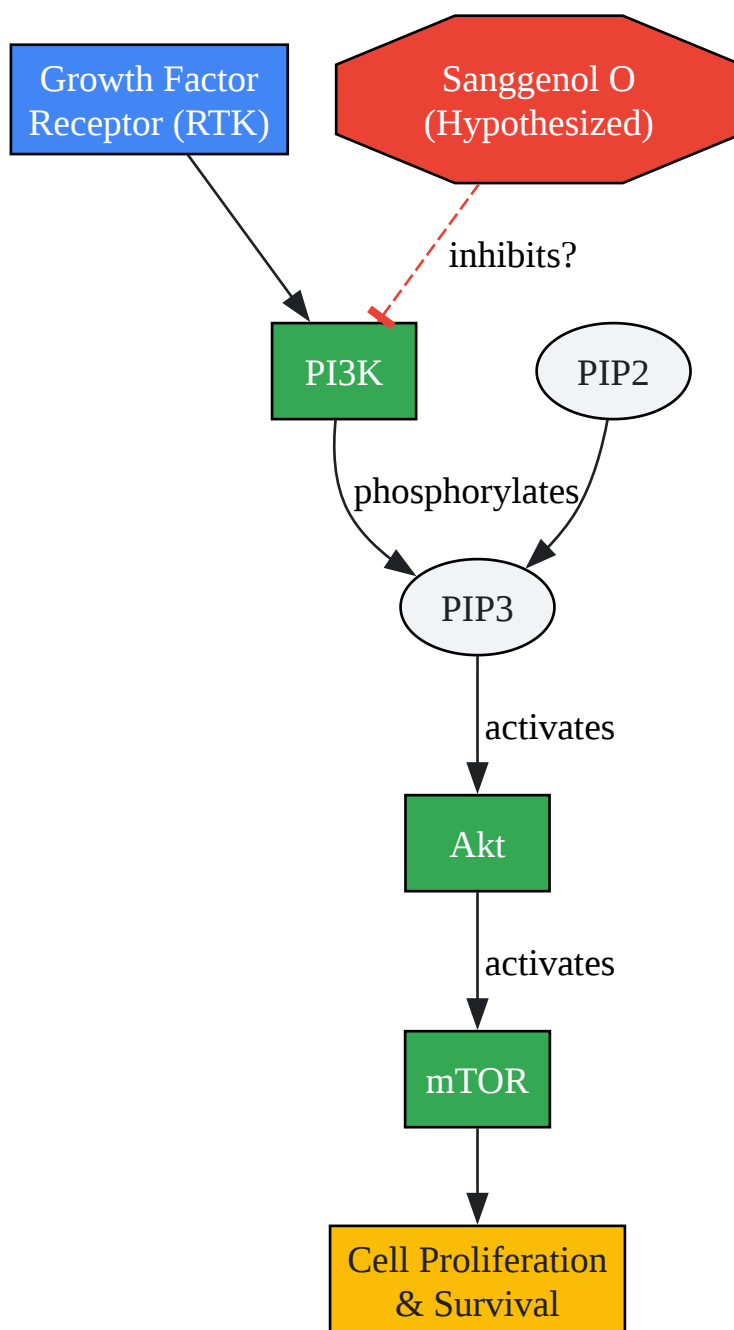 Growth Factor
Receptor (RTK)
Sanggenol O
(Hypothesized)
inhibits?
PI3K
PIP2
phosphorylates
PIP3
activates
Akt
activates
mTOR
Cell Proliferation
& Survival